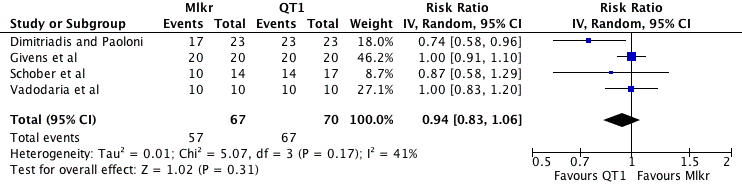 Mlkr QT1 Risk Ratio Risk Ratio
Study or Subgroup Events Total Events Total Weight IV, Random, 95% CI IV, Random, 95% CI
Dimitriadis and Paoloni 17 23 23 23 18.0% 0.74 [0.58, 0.96]
Givens et al 20 20 20 20 46.2% 1.00 [0.91, 1.10]
Schober et al 10 14 14 17 8.7% 0.87 [0.58, 1.29]
Vadodaria et al 10 10 10 10 27.1% 1.00 [0.83, 1.20]
Total (95% CI) 67 70 100.0% 0.94 [0.83, 1.06]
Total events 57 67
Heterogeneity: Tau² = 0.01; Chi² = 5.07, df = 3 (P = 0.17); I² = 41%
Test for overall effect: Z = 1.02 (P = 0.31)
0.5 0.7 1 1.5 2
Favours QT1 Favours Mlkr